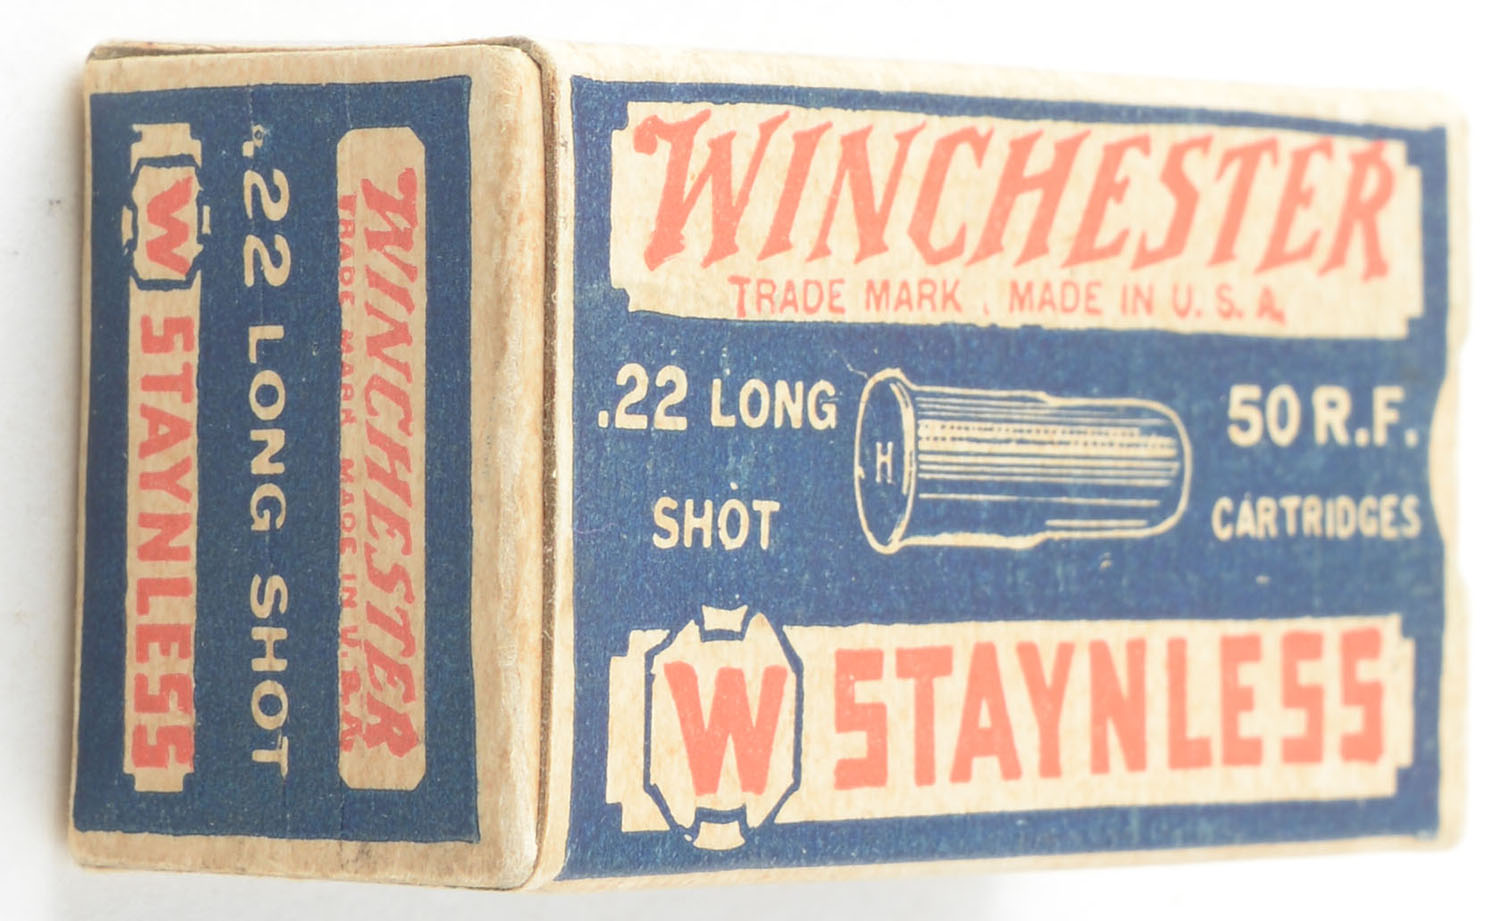 WINCHESTER
TRADE MARK . MADE IN U. S. A.
.22 LONG
SHOT
H
50 R.F.
CARTRIDGES
W STAYNLESS
WINCHESTER
TRADE MARK MADE IN U.S.A.
.22 LONG SHOT
W STAYNLESS